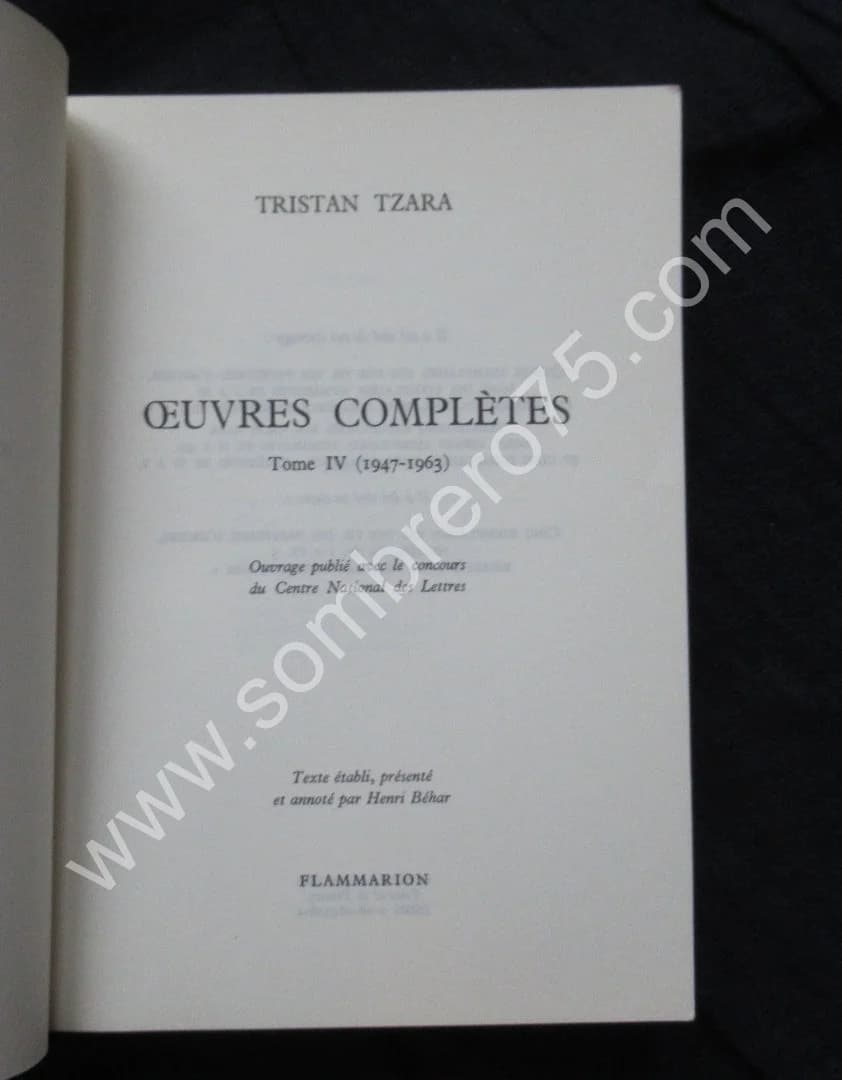 TRISTAN TZARA
ŒUVRES COMPLÈTES
Tome IV (1947-1963)
Ouvrage publié avec le concours
du Centre National des Lettres
Texte établi, présenté
et annoté par Henri Béhar
FLAMMARION
www.sombrero75.com